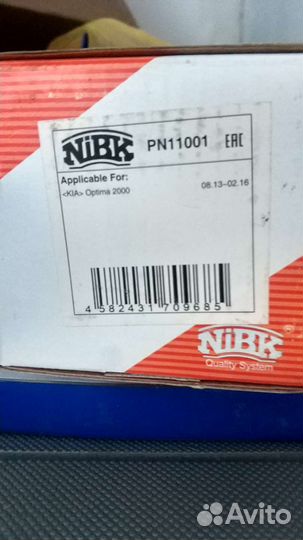 NiBK PN11001 EAC
Applicable For:
<KIA> Optima 2000 08.13–02.16
4 582431 709685
NiBK
Quality System
Avito